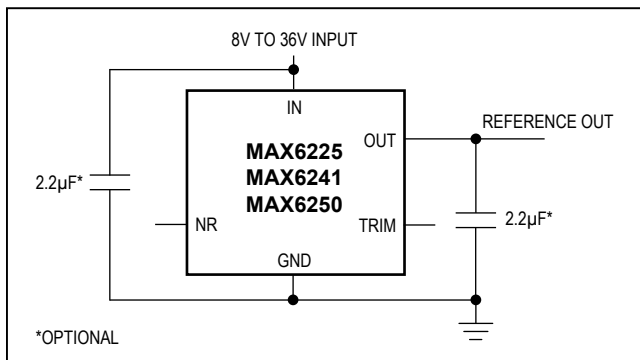 8V TO 36V INPUT
IN
OUT
REFERENCE OUT
MAX6225
MAX6241
MAX6250
2.2µF*
NR
TRIM
2.2µF*
GND
*OPTIONAL